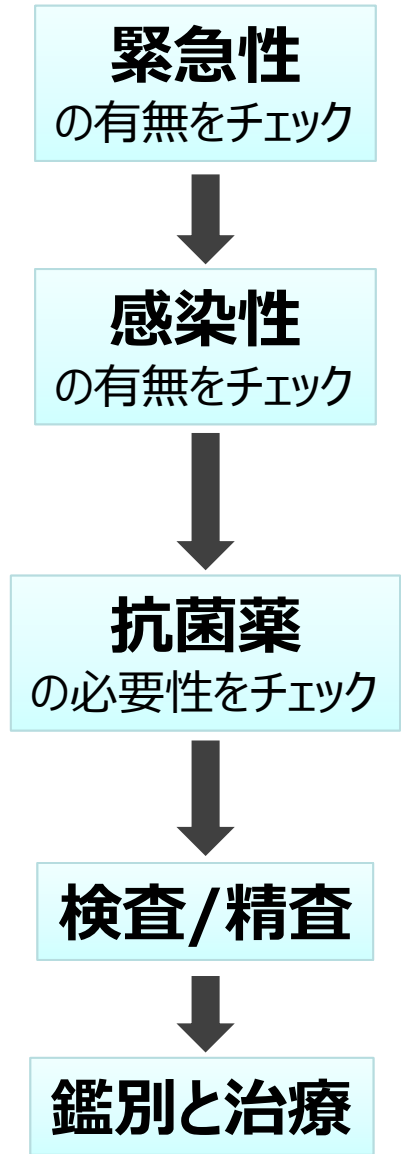 緊急性
の有無をチェック
感染性
の有無をチェック
抗菌薬
の必要性をチェック
検査/精査
鑑別と治療